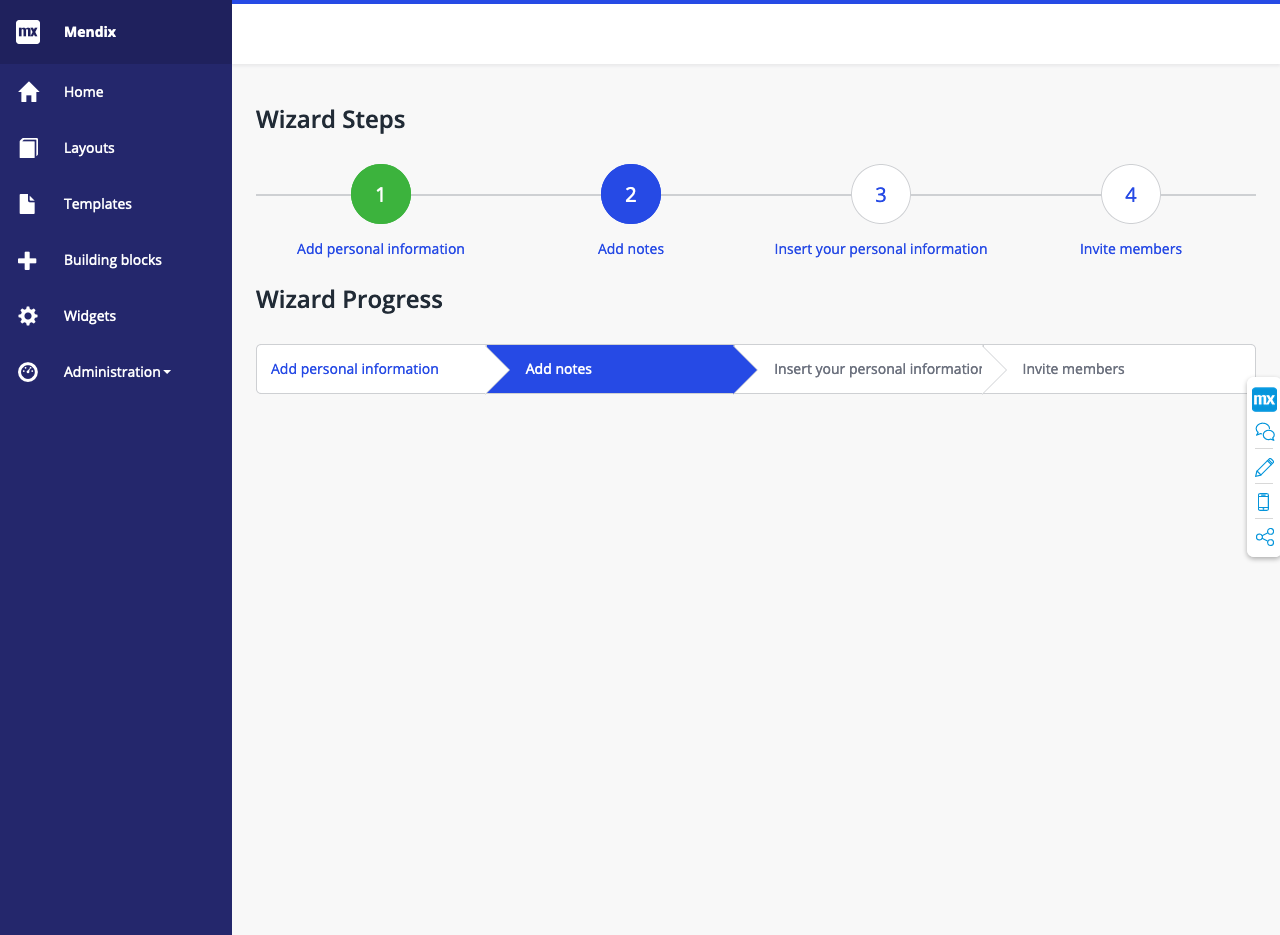 mx Mendix
Home
Layouts
Templates
Building blocks
Widgets
Administration
Wizard Steps
1 2 3 4
Add personal information Add notes Insert your personal information Invite members
Wizard Progress
Add personal information Add notes Insert your personal information Invite members
mx